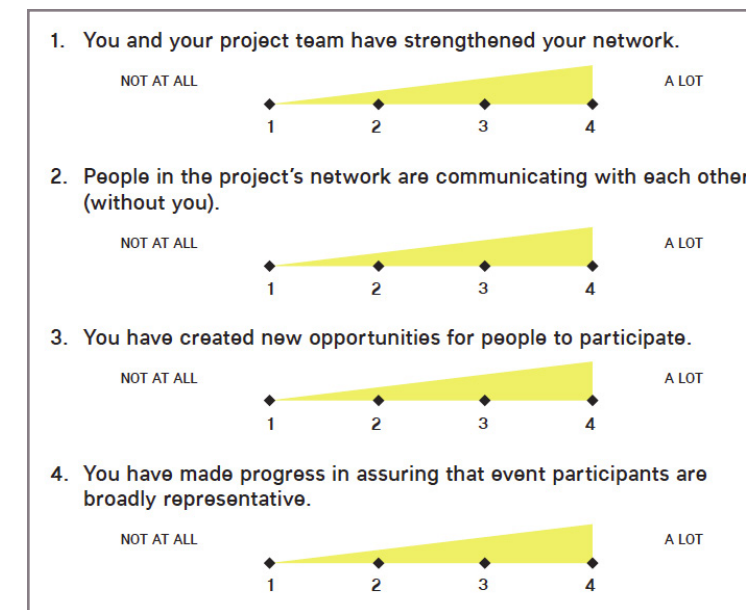 1. You and your project team have strengthened your network.
NOT AT ALL
A LOT
1 2 3 4
2. People in the project's network are communicating with each other
(without you).
NOT AT ALL
A LOT
1 2 3 4
3. You have created new opportunities for people to participate.
NOT AT ALL
A LOT
1 2 3 4
4. You have made progress in assuring that event participants are
broadly representative.
NOT AT ALL
A LOT
1 2 3 4